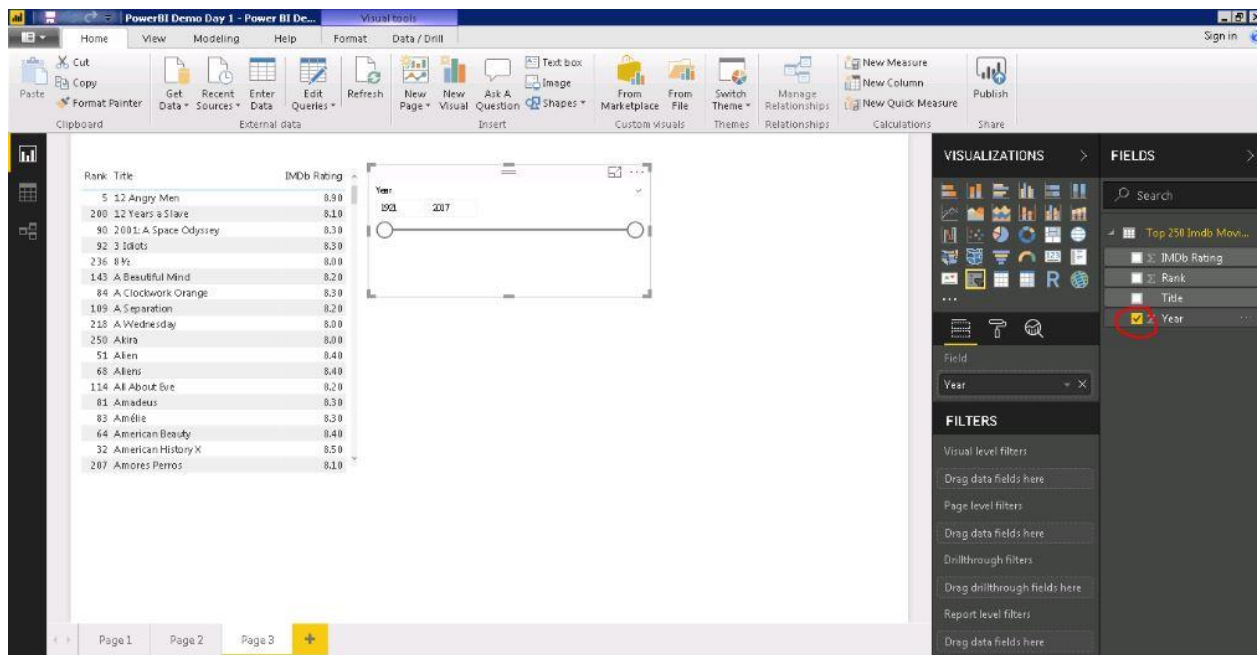 PowerBI Demo Day 1 - Power BI De...
Visual tools
Home View Modeling Help Format Data / Drill
Sign in
Paste
Cut
Copy
Format Painter
Get Data
Recent Sources
Enter Data
Edit Queries
Refresh
New Page
New Visual
Ask A Question
Text box
Image
Shapes
From Marketplace
From File
Switch Theme
Manage Relationships
New Measure
New Column
New Quick Measure
Publish
Clipboard External data Insert Custom visuals Themes Relationships Calculations Share
Rank Title IMDb Rating
5 12 Angry Men 8.90
200 12 Years a Slave 8.10
90 2001: A Space Odyssey 8.30
92 3 Idiots 8.30
236 8½ 8.00
143 A Beautiful Mind 8.20
84 A Clockwork Orange 8.30
109 A Separation 8.20
218 A Wednesday 8.00
250 Akira 8.00
51 Alien 8.40
68 Aliens 8.40
114 All About Eve 8.20
81 Amadeus 8.30
83 Amélie 8.30
64 American Beauty 8.40
32 American History X 8.50
207 Amores Perros 8.10
Year
1921 2017
VISUALIZATIONS
R
Field
Year
FILTERS
Visual level filters
Drag data fields here
Page level filters
Drag data fields here
Drillthrough filters
Drag drillthrough fields here
Report level filters
Drag data fields here
FIELDS
Search
Top 250 Imdb Movi...
Σ IMDb Rating
Σ Rank
Title
Σ Year
Page 1 Page 2 Page 3